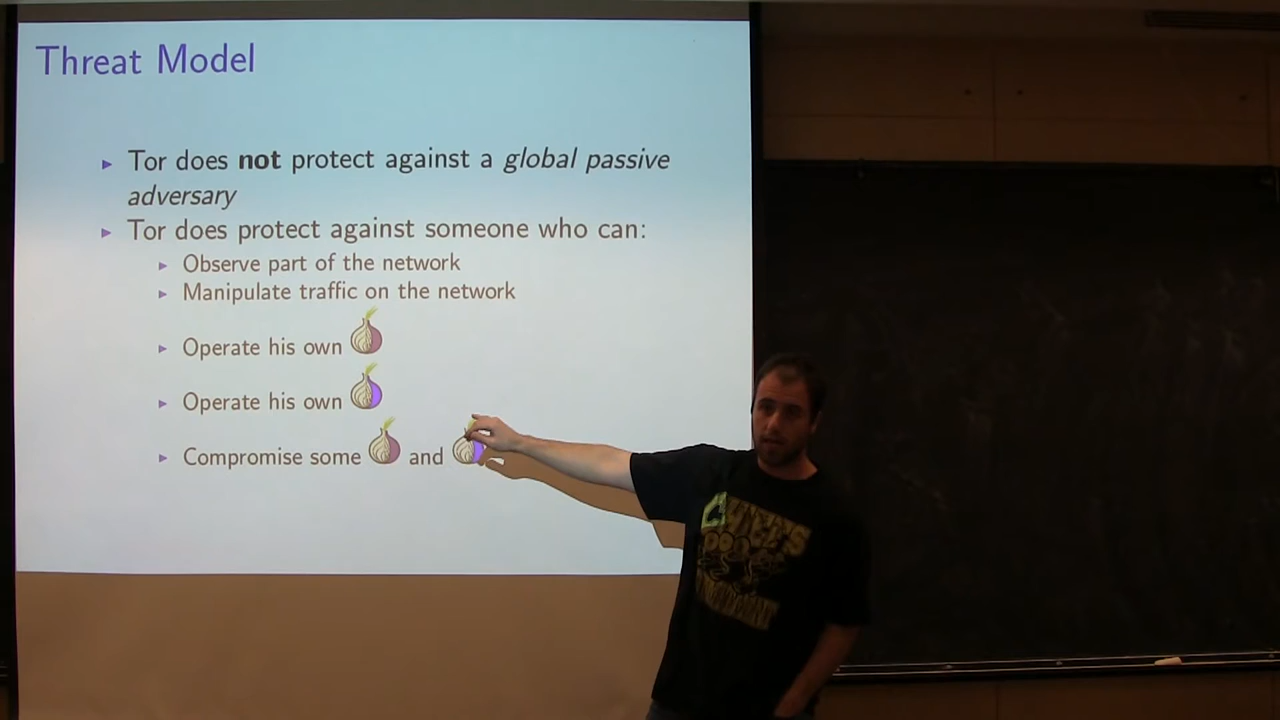 Threat Model
Tor does not protect against a global passive
adversary
Tor does protect against someone who can:
Observe part of the network
Manipulate traffic on the network
Operate his own
Operate his own
Compromise some and